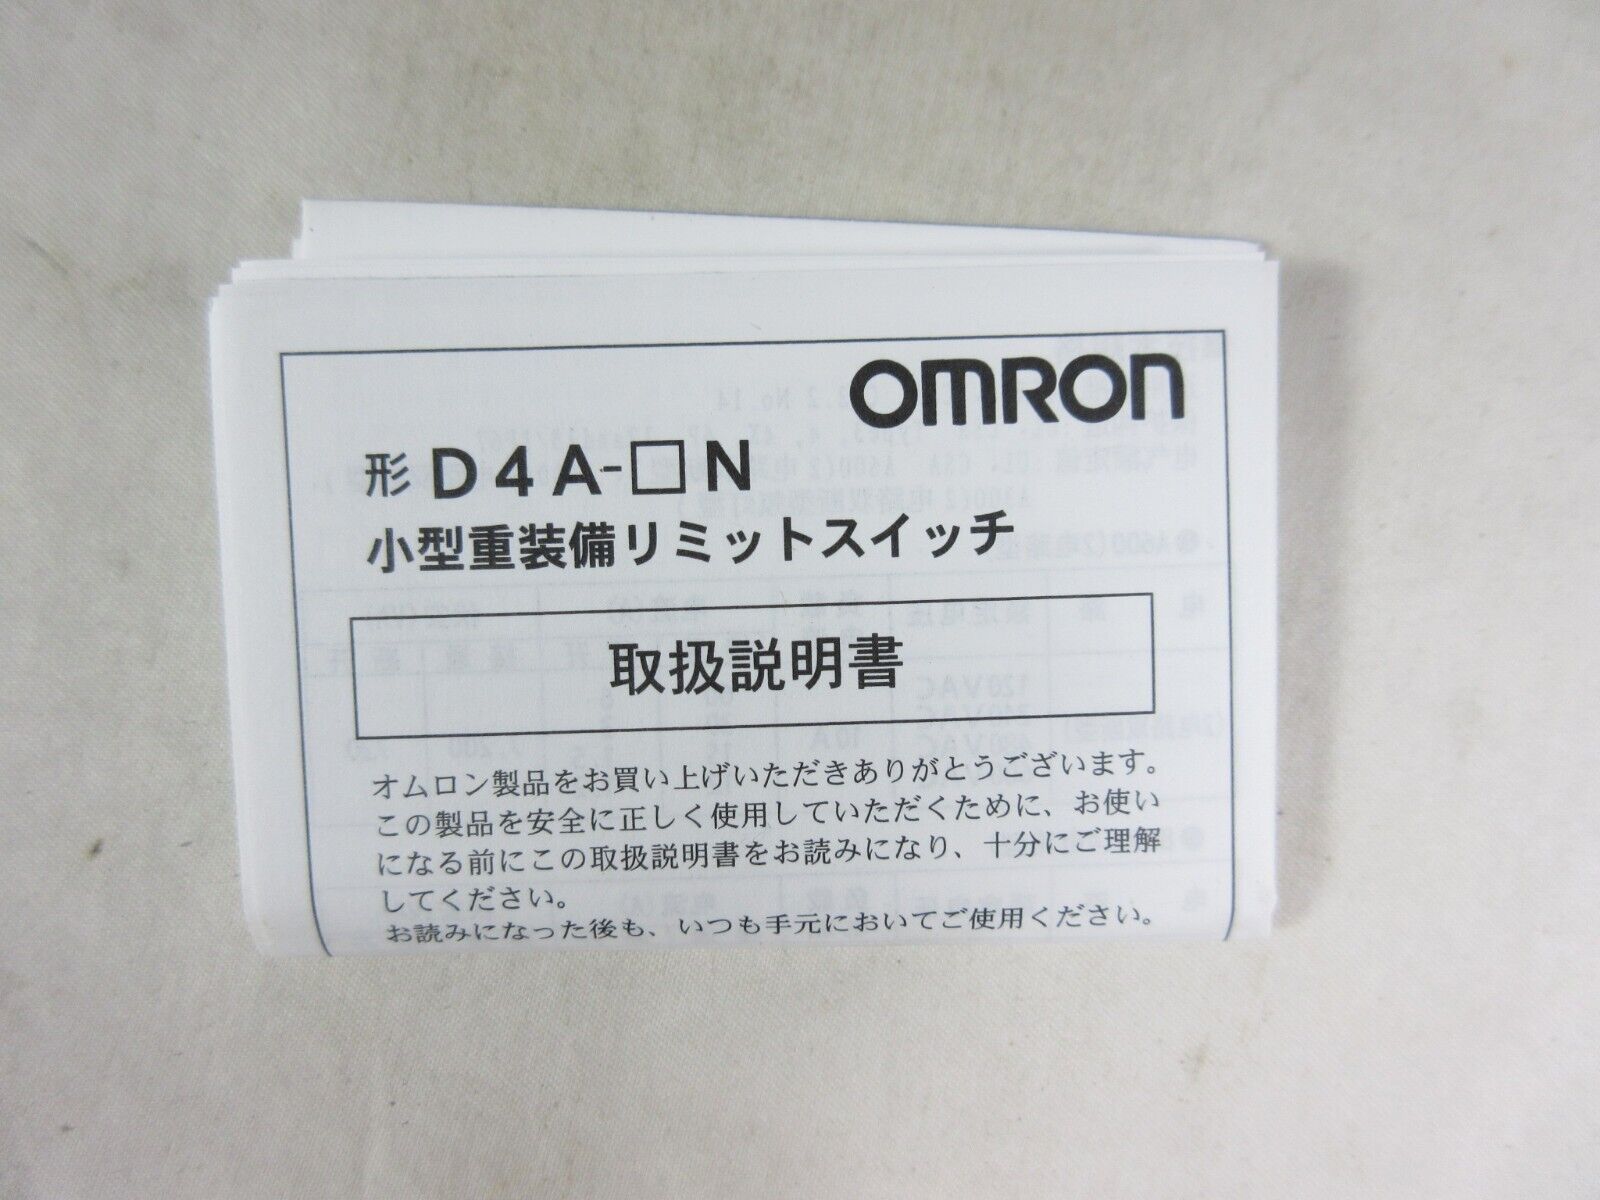 OMRON
形 D4A-□N
小型重装備リミットスイッチ
取扱説明書
オムロン製品をお買い上げいただきありがとうございます。
この製品を安全に正しく使用していただくために、お使い
になる前にこの取扱説明書をお読みになり、十分にご理解
してください。
お読みになった後も、いつも手元においてご使用ください。